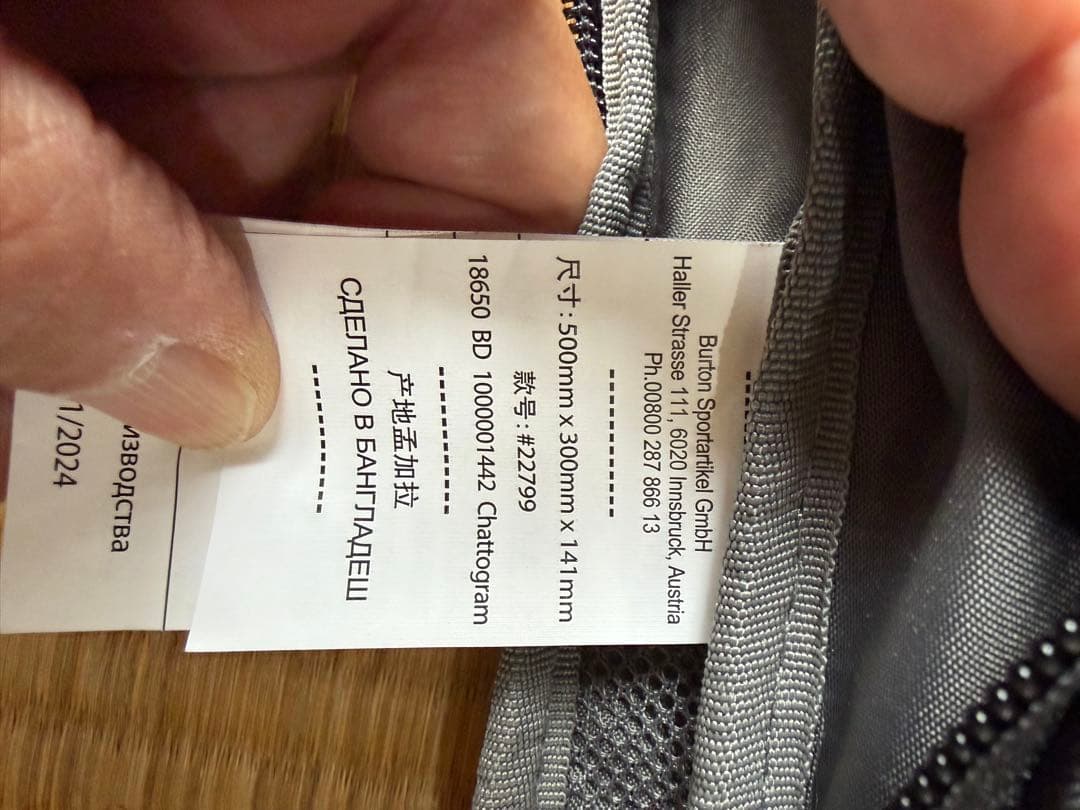 Burton Sportartikel GmbH
Haller Strasse 111, 6020 Innsbruck, Austria
Ph.00800 287 866 13
----------
尺寸 : 500mm x 300mm x 141mm
款号 : #22799
----------
18650 BD 1000001442 Chattogram
产地孟加拉
СДЕЛАНО В БАНГЛАДЕШ
----------
изводства
1/2024